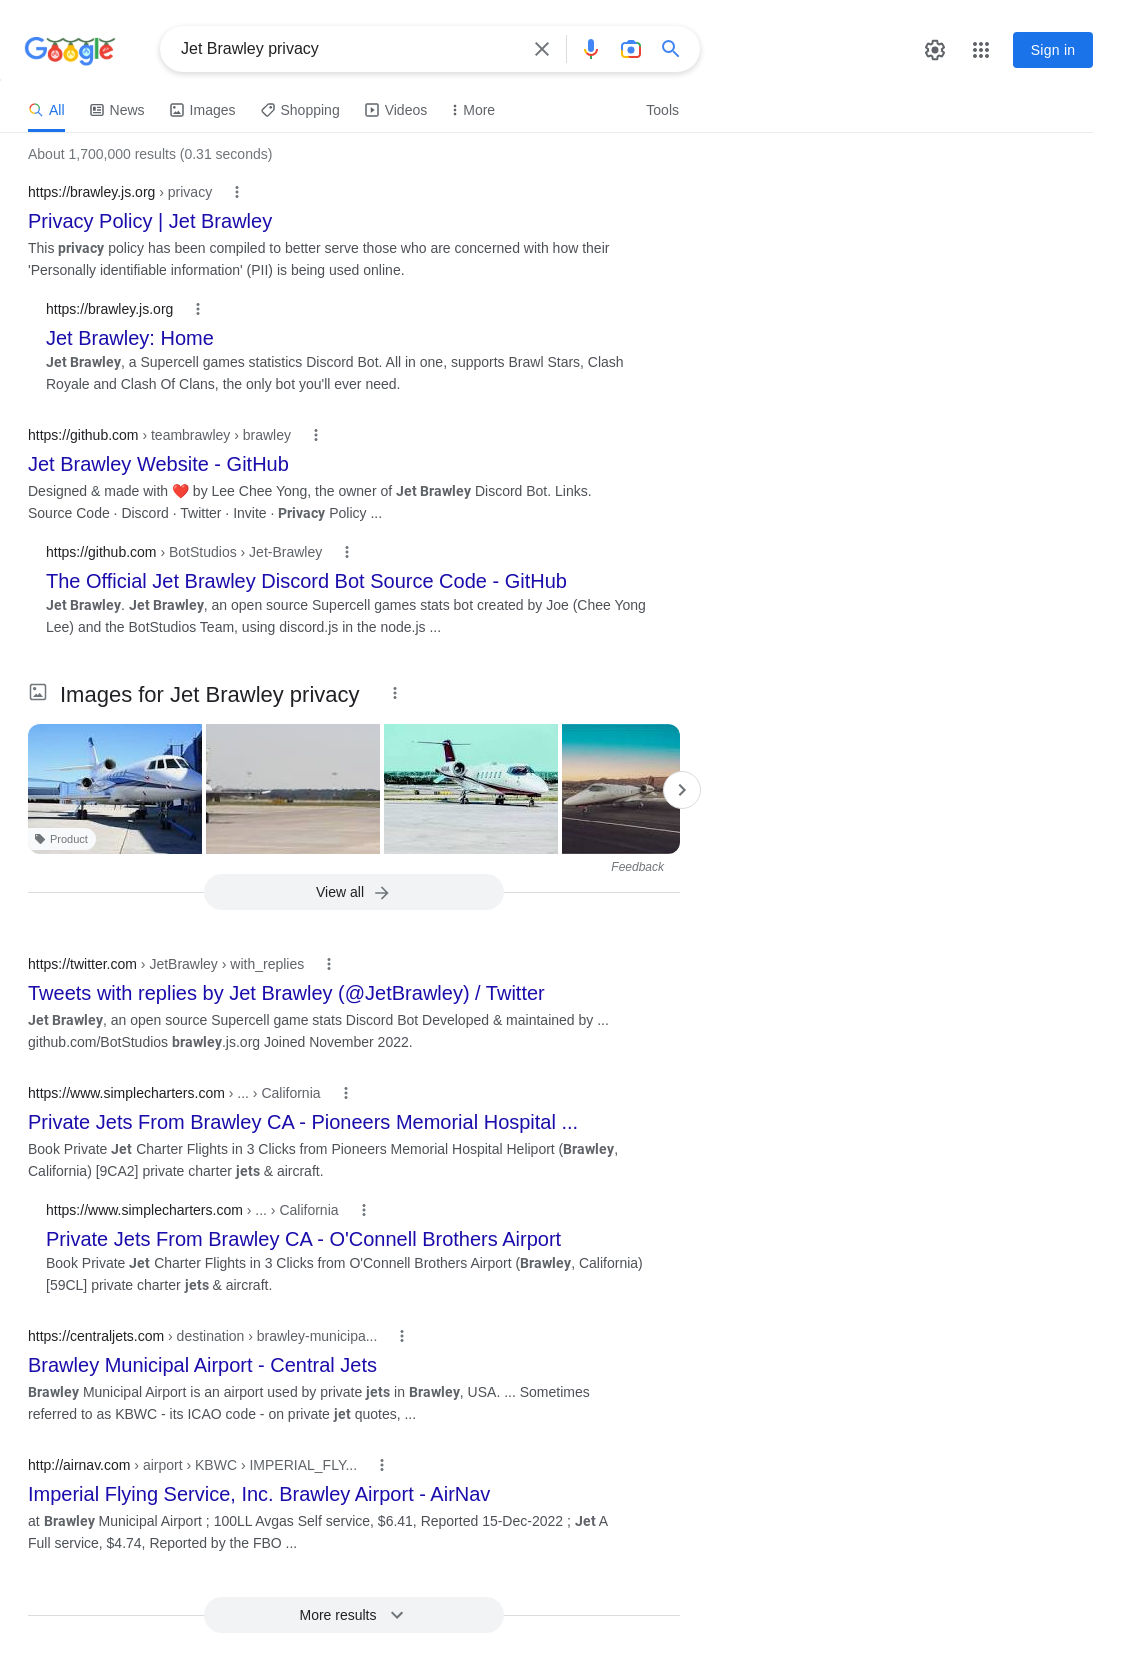 Google
Jet Brawley privacy
Sign in
All
News
Images
Shopping
Videos
More
Tools
About 1,700,000 results (0.31 seconds)
https://brawley.js.org › privacy
Privacy Policy | Jet Brawley
This privacy policy has been compiled to better serve those who are concerned with how their
'Personally identifiable information' (PII) is being used online.
https://brawley.js.org
Jet Brawley: Home
Jet Brawley, a Supercell games statistics Discord Bot. All in one, supports Brawl Stars, Clash
Royale and Clash Of Clans, the only bot you'll ever need.
https://github.com › teambrawley › brawley
Jet Brawley Website - GitHub
Designed & made with ❤️ by Lee Chee Yong, the owner of Jet Brawley Discord Bot. Links.
Source Code · Discord · Twitter · Invite · Privacy Policy ...
https://github.com › BotStudios › Jet-Brawley
The Official Jet Brawley Discord Bot Source Code - GitHub
Jet Brawley. Jet Brawley, an open source Supercell games stats bot created by Joe (Chee Yong
Lee) and the BotStudios Team, using discord.js in the node.js ...
Images for Jet Brawley privacy
Product
Feedback
View all
https://twitter.com › JetBrawley › with_replies
Tweets with replies by Jet Brawley (@JetBrawley) / Twitter
Jet Brawley, an open source Supercell game stats Discord Bot Developed & maintained by ...
github.com/BotStudios brawley.js.org Joined November 2022.
https://www.simplecharters.com › ... › California
Private Jets From Brawley CA - Pioneers Memorial Hospital ...
Book Private Jet Charter Flights in 3 Clicks from Pioneers Memorial Hospital Heliport (Brawley,
California) [9CA2] private charter jets & aircraft.
https://www.simplecharters.com › ... › California
Private Jets From Brawley CA - O'Connell Brothers Airport
Book Private Jet Charter Flights in 3 Clicks from O'Connell Brothers Airport (Brawley, California)
[59CL] private charter jets & aircraft.
https://centraljets.com › destination › brawley-municipa...
Brawley Municipal Airport - Central Jets
Brawley Municipal Airport is an airport used by private jets in Brawley, USA. ... Sometimes
referred to as KBWC - its ICAO code - on private jet quotes, ...
http://airnav.com › airport › KBWC › IMPERIAL_FLY...
Imperial Flying Service, Inc. Brawley Airport - AirNav
at Brawley Municipal Airport ; 100LL Avgas Self service, $6.41, Reported 15-Dec-2022 ; Jet A
Full service, $4.74, Reported by the FBO ...
More results